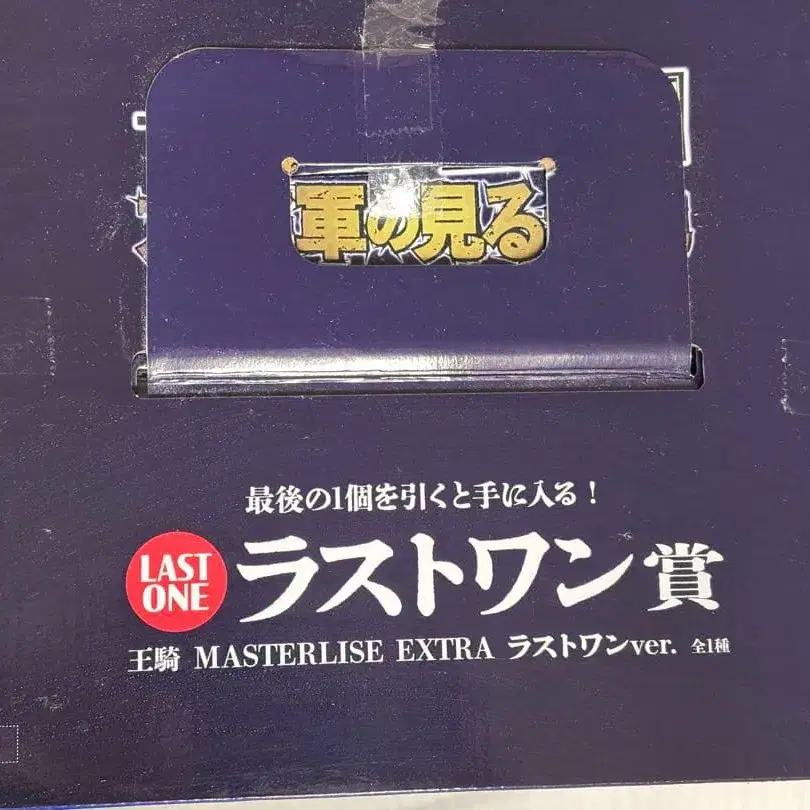 軍の見る
最後の1個を引くと手に入る!
LAST
ONE
ラストワン賞
王騎 MASTERLISE EXTRA ラストワンver. 全1種